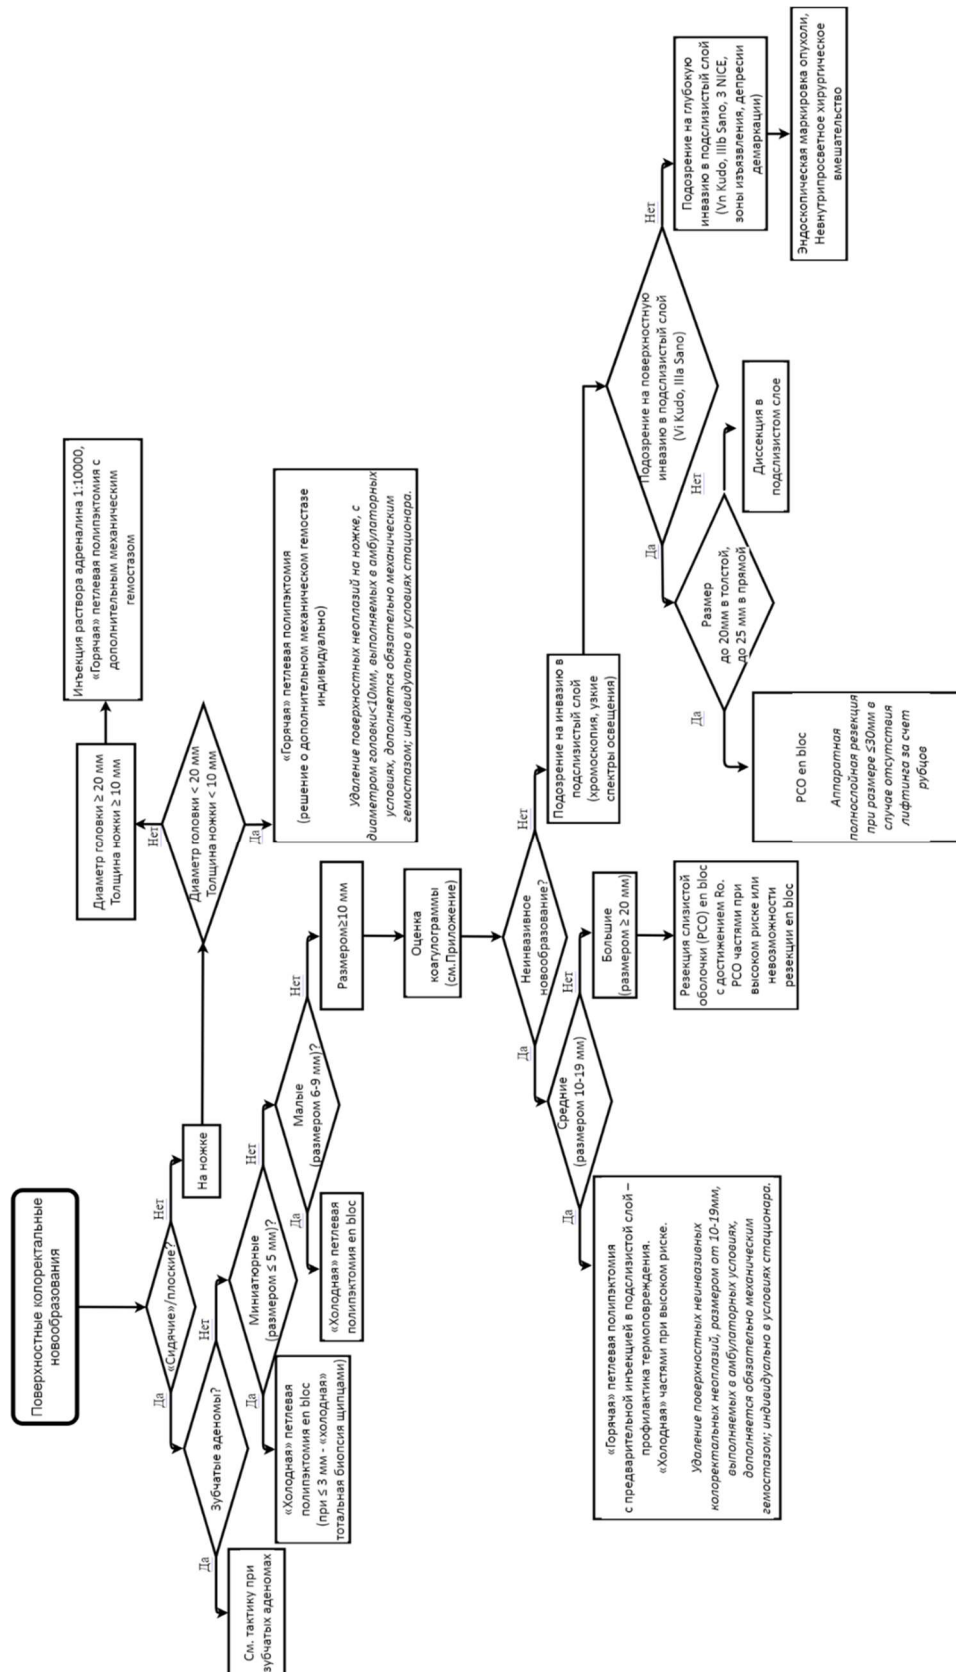 Поверхностные колоректальные
новообразования
«Сидячие»/плоские?
Да
Нет
На ножке
Диаметр головки < 20 мм
Толщина ножки < 10 мм
Нет
Да
Диаметр головки ≥ 20 мм
Толщина ножки ≥ 10 мм
Инъекция раствора адреналина 1:10000,
«Горячая» петлевая полипэктомия с
дополнительным механическим
гемостазом
«Горячая» петлевая полипэктомия
(решение о дополнительном механическом гемостазе
индивидуально)
Удаление поверхностных неоплазий на ножке, с
диаметром головки<10мм, выполняемых в амбулаторных
условиях, дополняется обязательно механическим
гемостазом; индивидуально в условиях стационара.
Зубчатые аденомы?
Да
Нет
См. тактику при
зубчатых аденомах
Миниатюрные
(размером ≤ 5 мм)?
Да
Нет
«Холодная» петлевая
полипэктомия en bloc
(при ≤ 3 мм - «холодная»
тотальная биопсия щипцами)
Малые
(размером 6-9 мм)?
Да
Нет
«Холодная» петлевая
полипэктомия en bloc
Размером≥10 мм
Оценка
коагулограммы
(см.Приложение)
Неинвазивное
новообразование?
Да
Нет
Средние
(размером 10-19 мм)
Да
Нет
Большие
(размером ≥ 20 мм)
«Горячая» петлевая полипэктомия
с предварительной инъекцией в подслизистой слой –
профилактика термоповреждения.
«Холодная» частями при высоком риске.
Удаление поверхностных неинвазивных
колоректальных неоплазий, размером от 10-19мм,
выполняемых в амбулаторных условиях,
дополняется обязательно механическим
гемостазом; индивидуально в условиях стационара.
Резекция слизистой
оболочки (РСО) en bloc
с достижением Ro.
РСО частями при
высоком риске или
невозможности
резекции en bloc
Подозрение на инвазию в
подслизистый слой
(хромоскопия, узкие
спектры освещения)
Подозрение на поверхностную
инвазию в подслизистый слой
(Vi Kudo, IIIa Sano)
Да
Нет
Подозрение на глубокую
инвазию в подслизистый слой
(Vn Kudo, IIIb Sano, 3 NICE,
зоны изъязвления, депресии
демаркации)
Эндоскопическая маркировка опухоли,
Невнутрипросветное хирургическое
вмешательство
Размер
до 20мм в толстой,
до 25 мм в прямой
Да
Нет
Диссекция в
подслизистом слое
РСО en bloc
Аппаратная
полнослойная резекция
при размере ≤30мм в
случае отсутствия
лифтинга за счет
рубцов